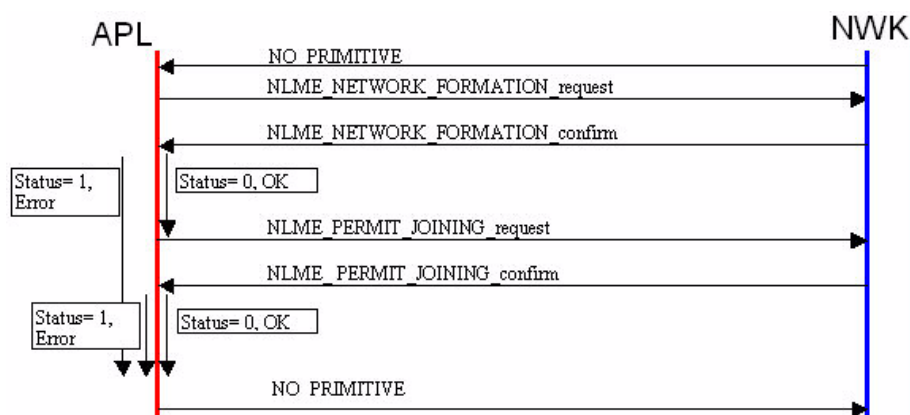 APL
NWK
NO PRIMITIVE
NLME_NETWORK_FORMATION_request
NLME_NETWORK_FORMATION_confirm
Status= 1,
Error
Status= 0, OK
NLME_PERMIT_JOINING_request
NLME_PERMIT_JOINING_confirm
Status= 1,
Error
Status= 0, OK
NO PRIMITIVE